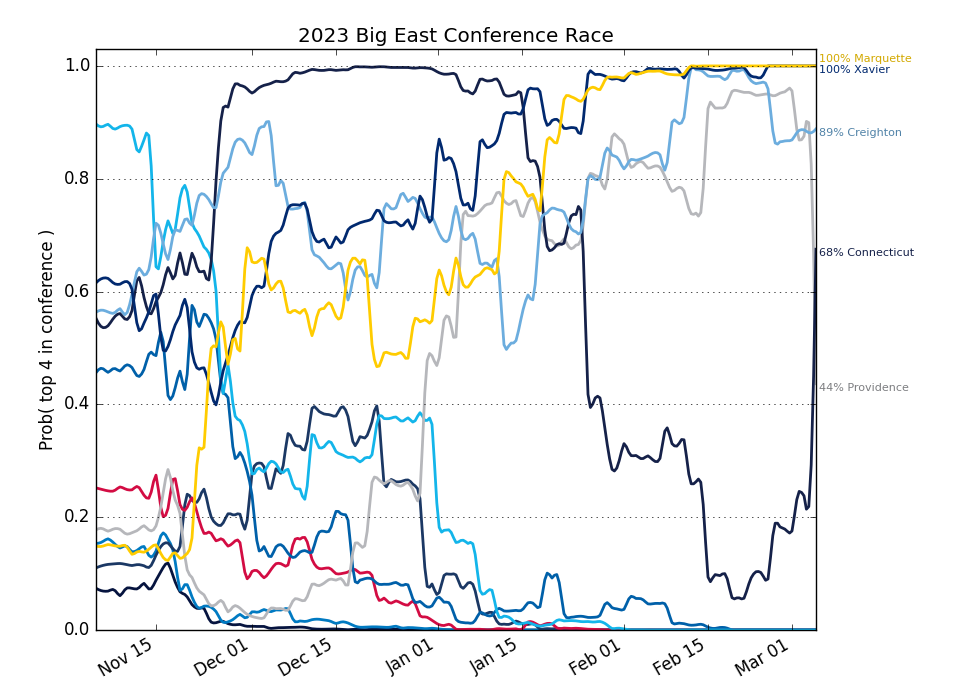 2023 Big East Conference Race
Prob( top 4 in conference )
1.0
0.8
0.6
0.4
0.2
0.0
100% Marquette
100% Xavier
89% Creighton
68% Connecticut
44% Providence
Nov 15
Dec 01
Dec 15
Jan 01
Jan 15
Feb 01
Feb 15
Mar 01